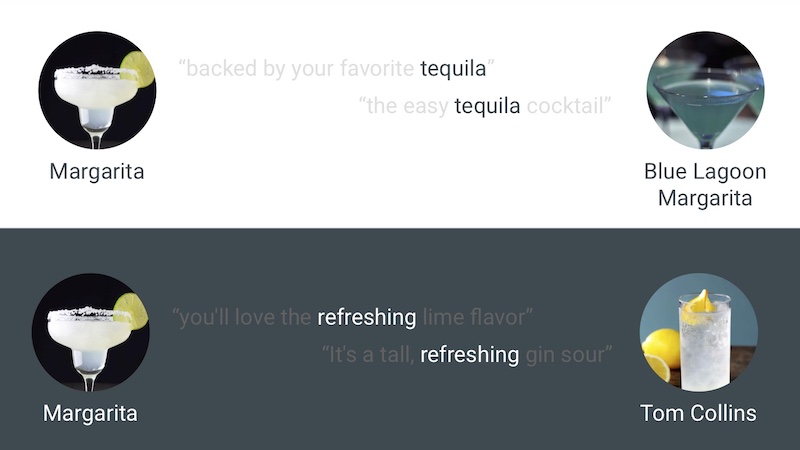 “backed by your favorite tequila”
“the easy tequila cocktail”
Margarita
Blue Lagoon
Margarita
“you'll love the refreshing lime flavor”
“It's a tall, refreshing gin sour”
Margarita
Tom Collins